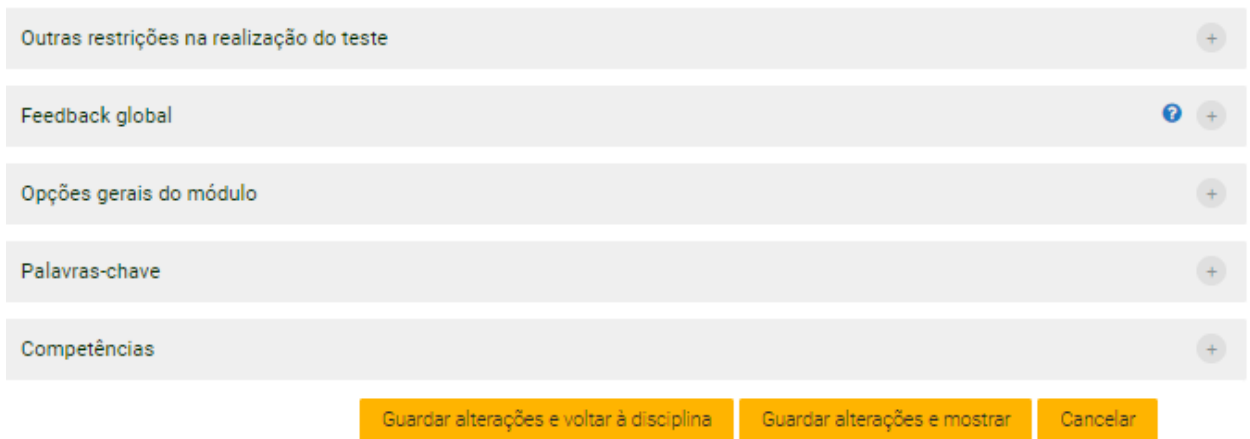 Outras restrições na realização do teste
Feedback global
Opções gerais do módulo
Palavras-chave
Competências
Guardar alterações e voltar à disciplina Guardar alterações e mostrar Cancelar